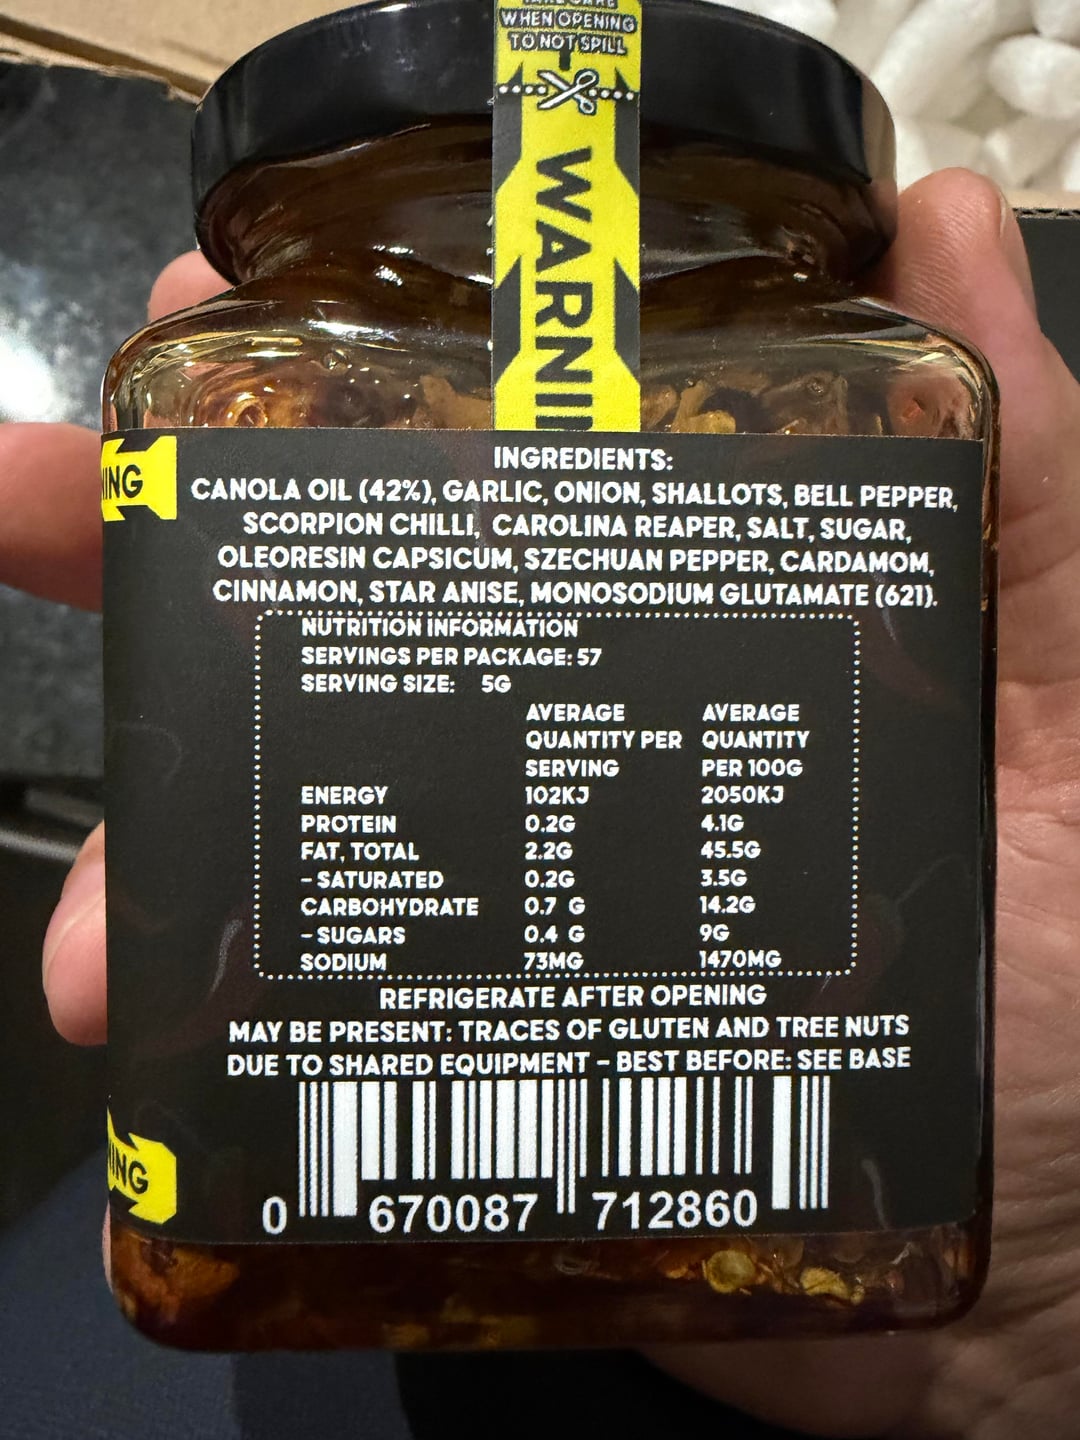 WHEN OPENING
TO NOT SPILL
WARNI
NING
INGREDIENTS:
CANOLA OIL (42%), GARLIC, ONION, SHALLOTS, BELL PEPPER,
SCORPION CHILLI, CAROLINA REAPER, SALT, SUGAR,
OLEORESIN CAPSICUM, SZECHUAN PEPPER, CARDAMOM,
CINNAMON, STAR ANISE, MONOSODIUM GLUTAMATE (621).
NUTRITION INFORMATION
SERVINGS PER PACKAGE: 57
SERVING SIZE: 5G
AVERAGE AVERAGE
QUANTITY PER QUANTITY
SERVING PER 100G
ENERGY 102KJ 2050KJ
PROTEIN 0.2G 4.1G
FAT, TOTAL 2.2G 45.5G
- SATURATED 0.2G 3.5G
CARBOHYDRATE 0.7 G 14.2G
- SUGARS 0.4 G 9G
SODIUM 73MG 1470MG
REFRIGERATE AFTER OPENING
MAY BE PRESENT: TRACES OF GLUTEN AND TREE NUTS
DUE TO SHARED EQUIPMENT - BEST BEFORE: SEE BASE
NING
0 670087 712860